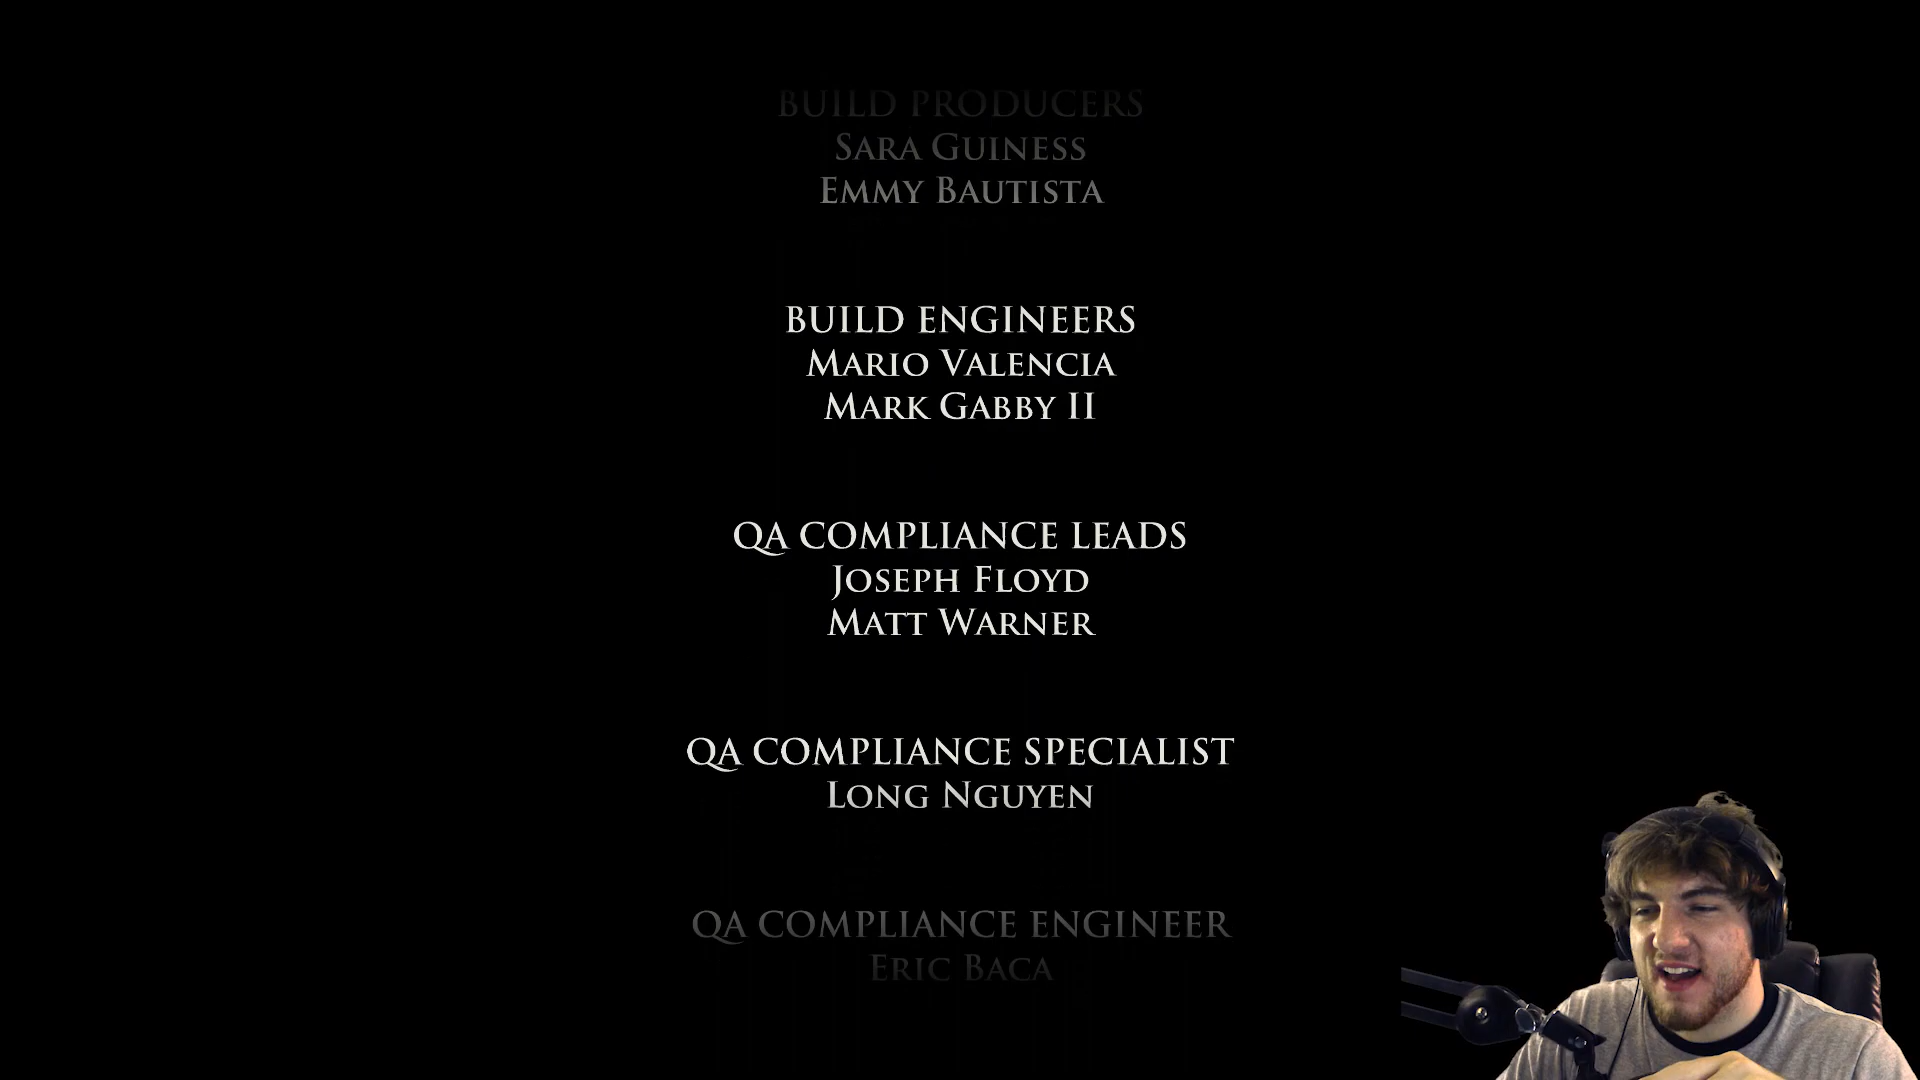 BUILD PRODUCERS
SARA GUINESS
EMMY BAUTISTA
BUILD ENGINEERS
MARIO VALENCIA
MARK GABBY II
QA COMPLIANCE LEADS
JOSEPH FLOYD
MATT WARNER
QA COMPLIANCE SPECIALIST
LONG NGUYEN
QA COMPLIANCE ENGINEER
ERIC BACA